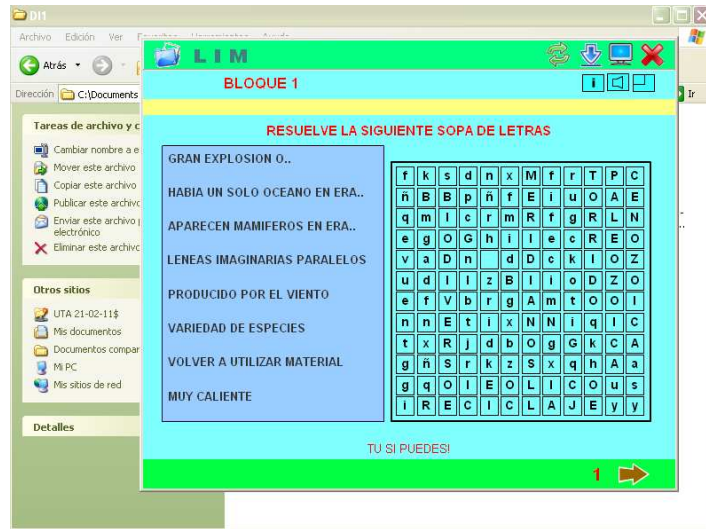 DI1
Archivo Edición Ver
Atrás
Dirección C:\Documents
Ir
Tareas de archivo y c
Cambiar nombre a e
Mover este archivo
Copiar este archivo
Publicar este archivo
Enviar este archivo
electrónico
Eliminar este archivo
Otros sitios
UTA 21-02-11$
Mis documentos
Documentos compar
Mi PC
Mis sitios de red
Detalles
LIM
BLOQUE 1
i
RESUELVE LA SIGUIENTE SOPA DE LETRAS
GRAN EXPLOSION O..
HABIA UN SOLO OCEANO EN ERA..
APARECEN MAMIFEROS EN ERA..
LENEAS IMAGINARIAS PARALELOS
PRODUCIDO POR EL VIENTO
VARIEDAD DE ESPECIES
VOLVER A UTILIZAR MATERIAL
MUY CALIENTE
f k s d n x M f r T P C
ñ B B p ñ f E i u O A E
q m I c r m R f g R L N
e g O G h i I e c R E O
v a D n d D c k I O Z
u d I I z B I i o D Z O
e f V b r g A m t O O I
n n E t i x N N i q I C
t x R j d b O g G k C A
g ñ S r k z S x q h A a
g q O I E O L I C O u s
i R E C I C L A J E y y
TU SI PUEDES!
1